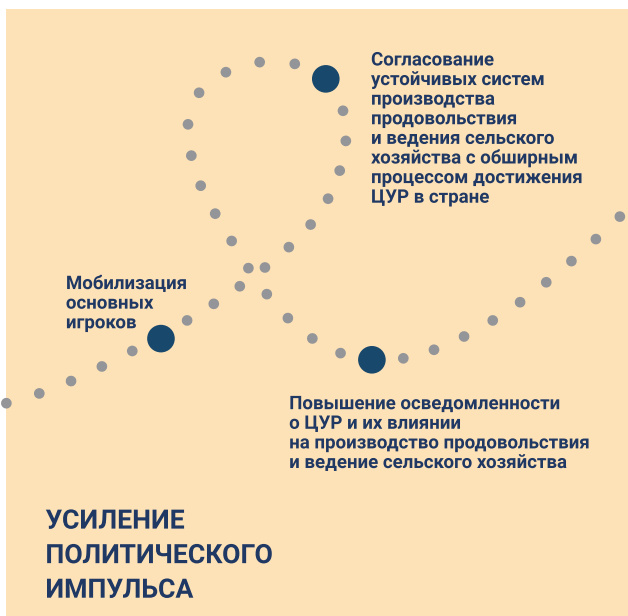 Согласование
устойчивых систем
производства
продовольствия
и ведения сельского
хозяйства с обширным
процессом достижения
ЦУР в стране
Мобилизация
основных
игроков
Повышение осведомленности
о ЦУР и их влиянии
на производство продовольствия
и ведение сельского хозяйства
УСИЛЕНИЕ
ПОЛИТИЧЕСКОГО
ИМПУЛЬСА